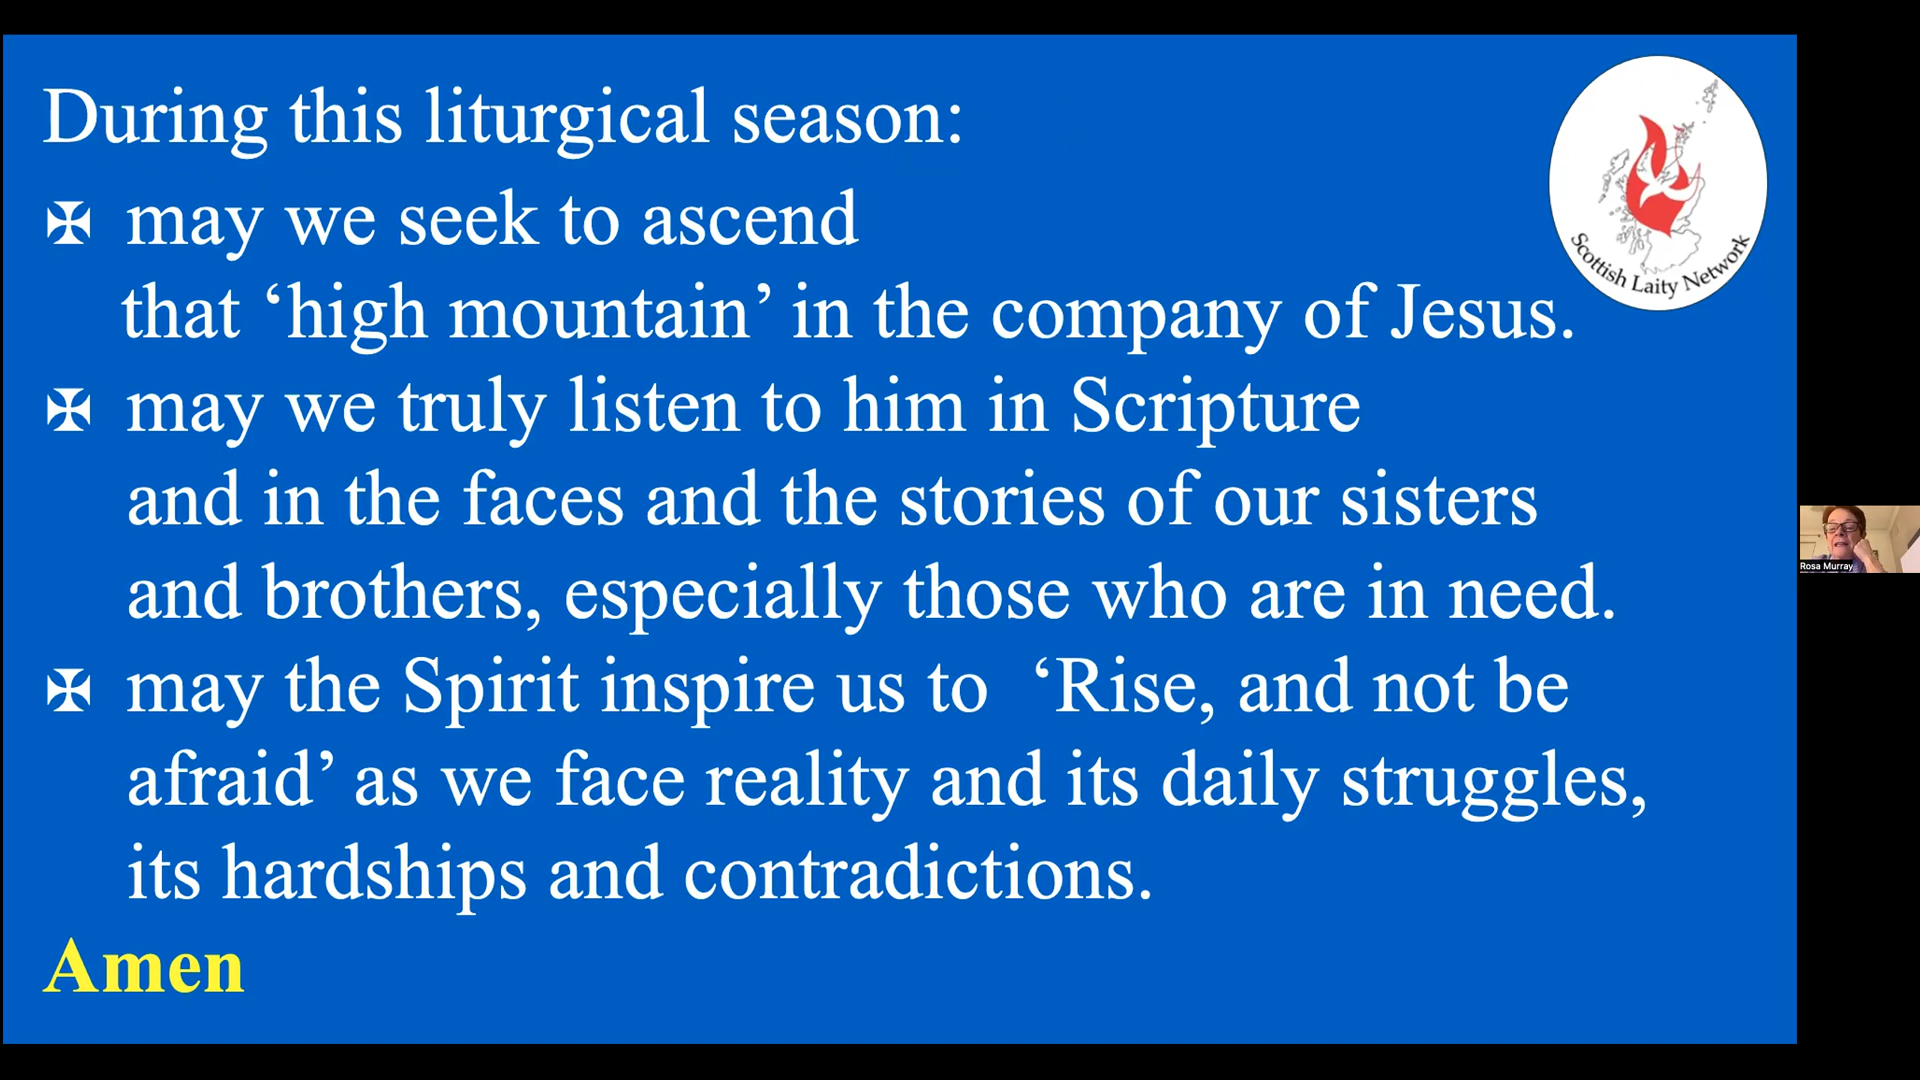 During this liturgical season:
✠ may we seek to ascend
that ‘high mountain’ in the company of Jesus.
✠ may we truly listen to him in Scripture
and in the faces and the stories of our sisters
and brothers, especially those who are in need.
✠ may the Spirit inspire us to ‘Rise, and not be
afraid’ as we face reality and its daily struggles,
its hardships and contradictions.
Amen
Scottish Laity Network
Rosa Murray